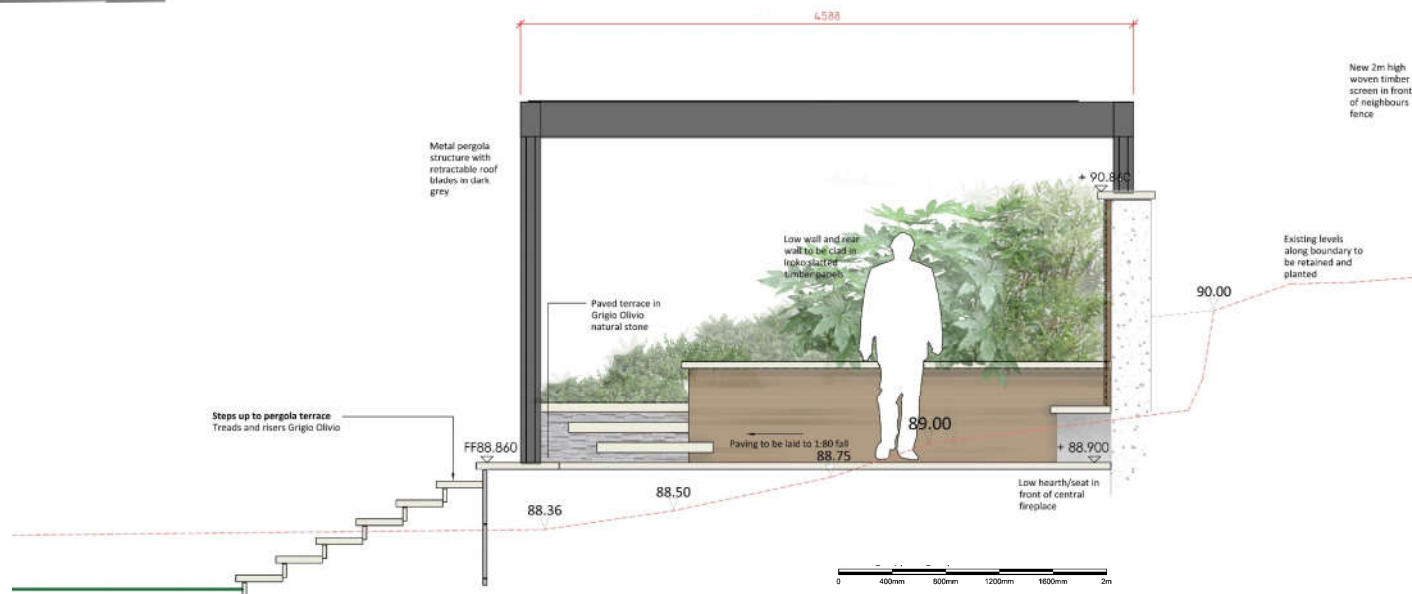 4588
New 2m high
woven timber
screen in front
of neighbours
fence
Metal pergola
structure with
retractable roof
blades in dark
grey
+ 90.860
Low wall and rear
wall to be clad in
Iroko slatted
timber panels
Existing levels
along boundary to
be retained and
planted
90.00
Paved terrace in
Grigio Olivio
natural stone
Steps up to pergola terrace
Treads and risers Grigio Olivio
89.00
Paving to be laid to 1:80 fall
FF88.860
88.75
+ 88.900
Low hearth/seat in
front of central
fireplace
88.50
88.36
0 400mm 800mm 1200mm 1600mm 2m